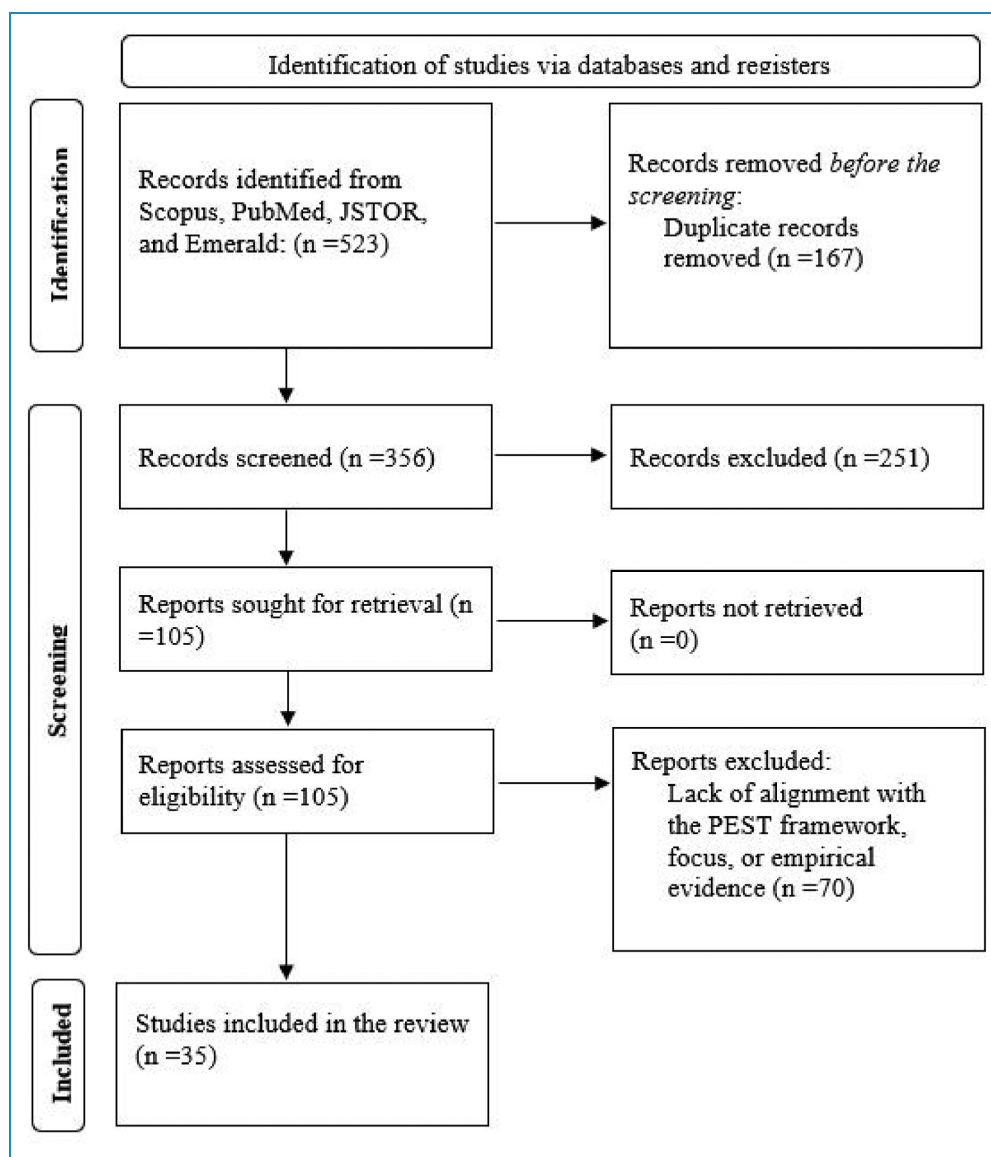 Identification of studies via databases and registers
Identification
Records identified from
Scopus, PubMed, JSTOR,
and Emerald: (n =523)
Records removed before the
screening:
Duplicate records
removed (n =167)
Screening
Records screened (n =356)
Records excluded (n =251)
Reports sought for retrieval (n
=105)
Reports not retrieved
(n =0)
Reports assessed for
eligibility (n =105)
Reports excluded:
Lack of alignment with
the PEST framework,
focus, or empirical
evidence (n =70)
Included
Studies included in the review
(n =35)